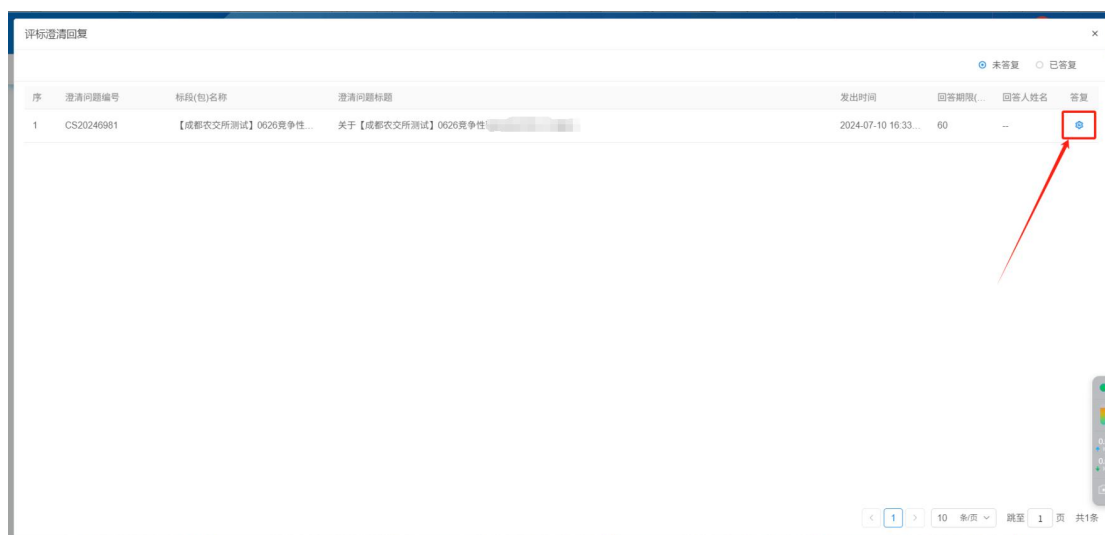 评标澄清回复 ×
未答复 已答复
序 澄清问题编号 标段(包)名称 澄清问题标题 发出时间 回答期限(... 回答人姓名 答复
1 CS20246981 【成都农交所测试】0626竞争性... 关于【成都农交所测试】0626竞争性 2024-07-10 16:33... 60 --
< 1 > 10 条/页 跳至 1 页 共1条